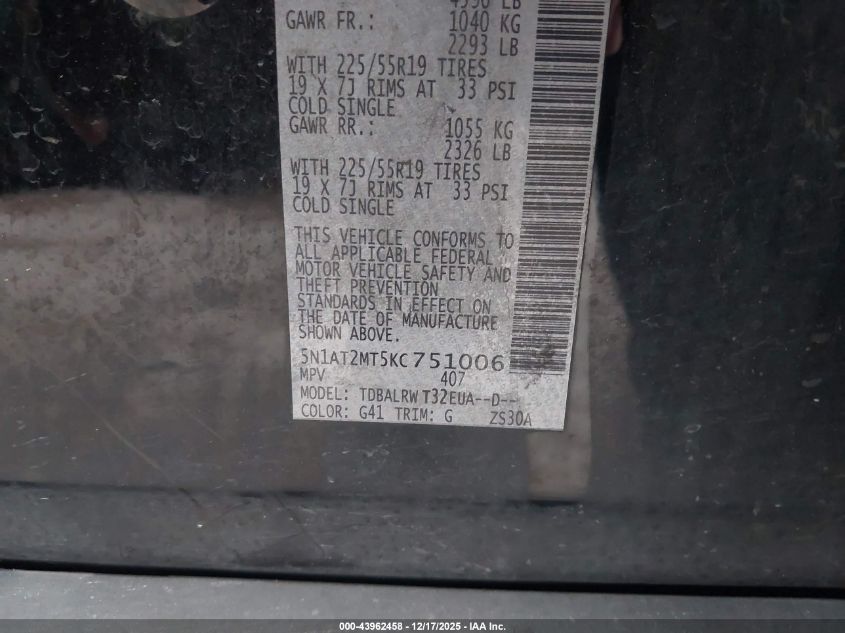 GAWR FR.: 1040 KG
2293 LB
WITH 225/55R19 TIRES
19 X 7J RIMS AT 33 PSI
COLD SINGLE
GAWR RR.: 1055 KG
2326 LB
WITH 225/55R19 TIRES
19 X 7J RIMS AT 33 PSI
COLD SINGLE
THIS VEHICLE CONFORMS TO
ALL APPLICABLE FEDERAL
MOTOR VEHICLE SAFETY AND
THEFT PREVENTION
STANDARDS IN EFFECT ON
THE DATE OF MANUFACTURE
SHOWN ABOVE.
5N1AT2MT5KC751006
MPV 407
MODEL: TDBALRW T32EUA--D--
COLOR: G41 TRIM: G ZS30A
000-43962458 - 12/17/2025 - IAA Inc.